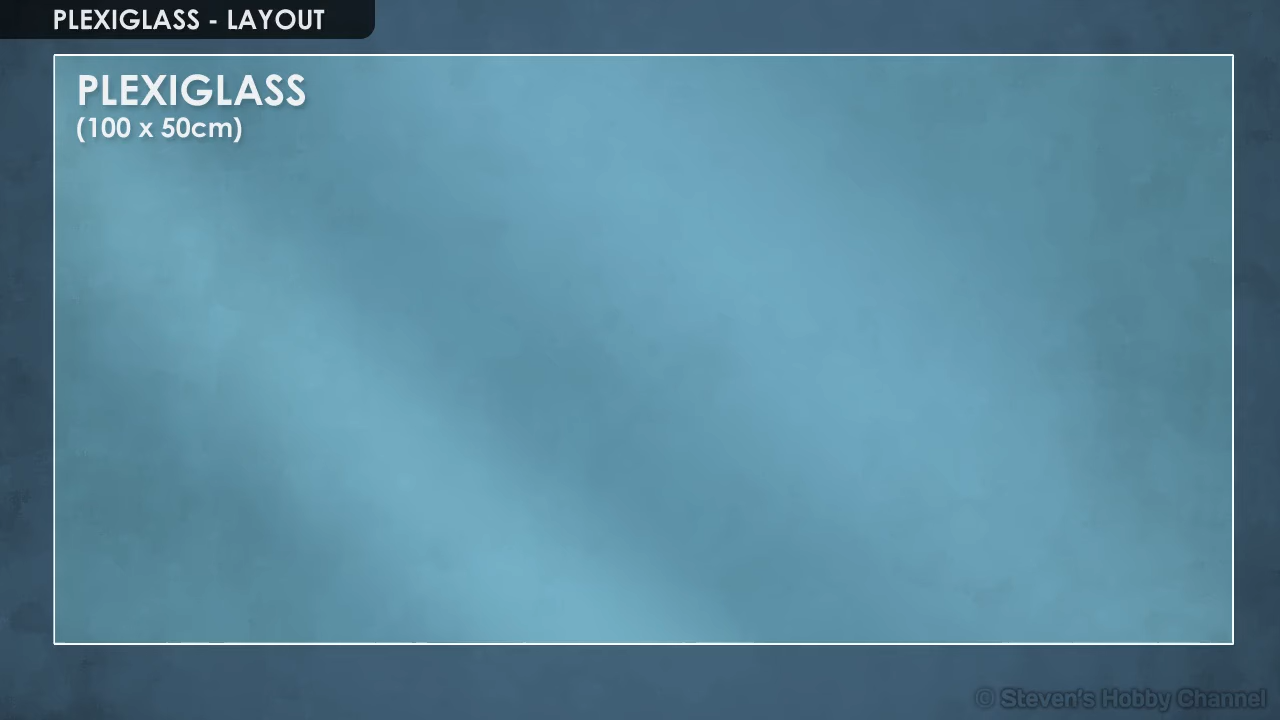 PLEXIGLASS - LAYOUT
PLEXIGLASS
(100 x 50cm)
© Steven's Hobby Channel